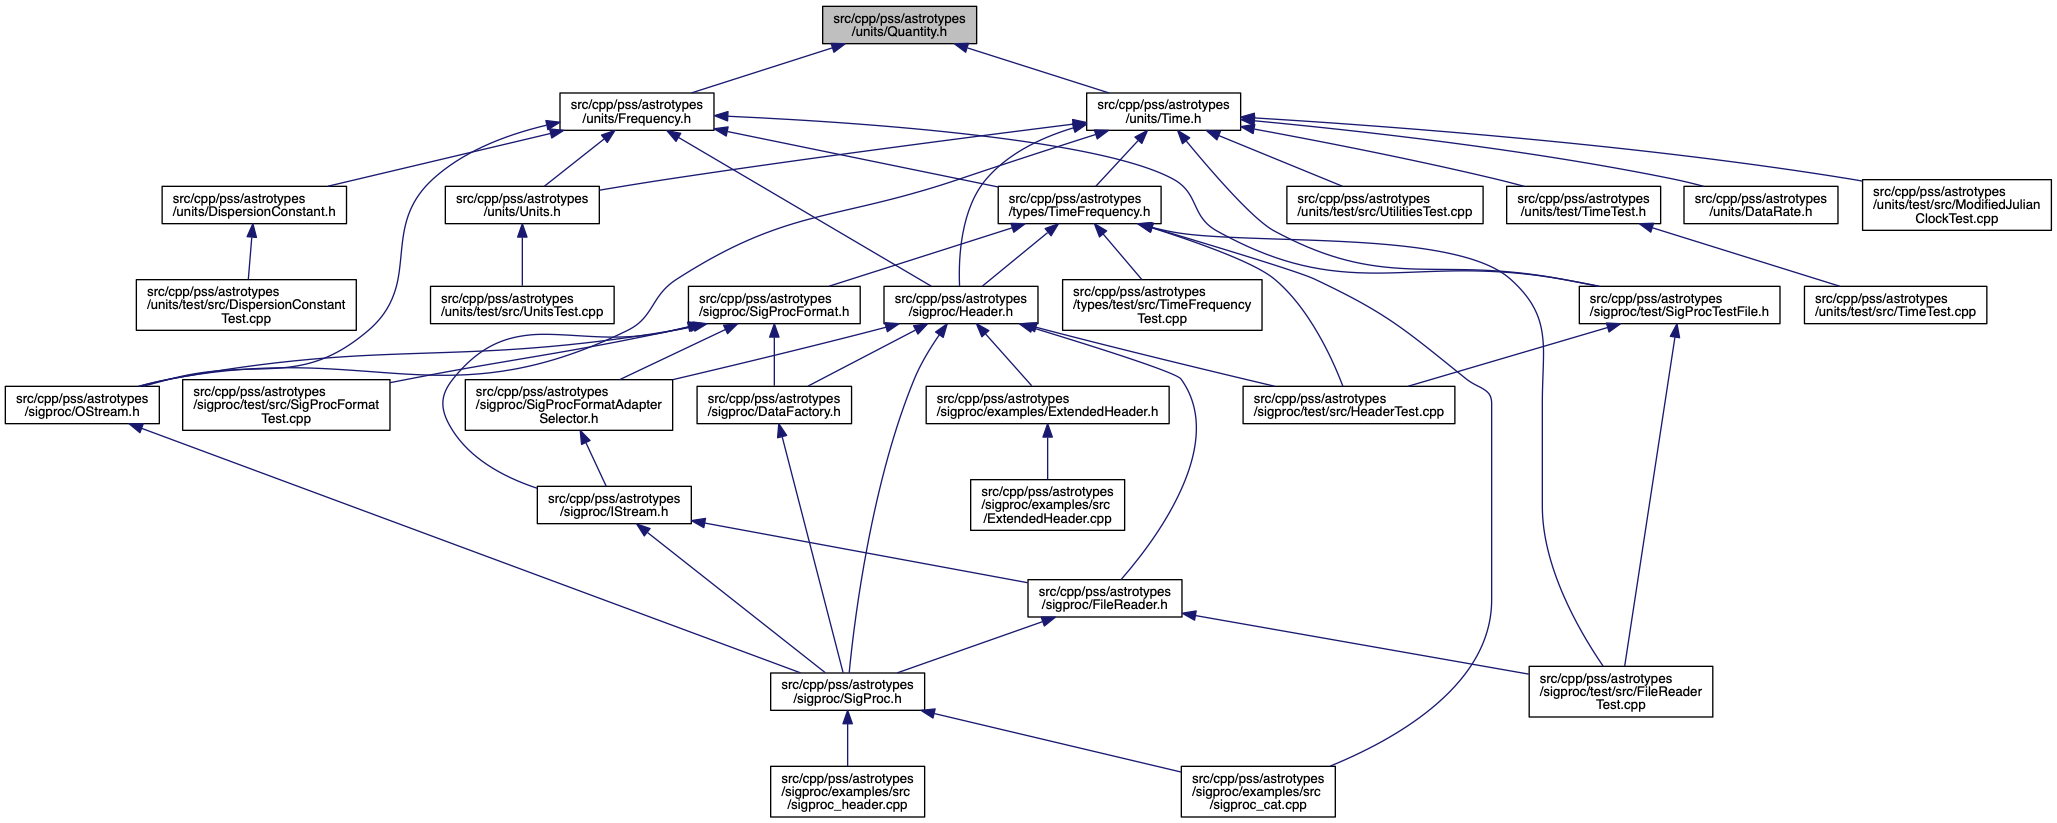 src/cpp/pss/astrotypes
/units/Quantity.h
src/cpp/pss/astrotypes
/units/Frequency.h
src/cpp/pss/astrotypes
/units/Time.h
src/cpp/pss/astrotypes
/units/DispersionConstant.h
src/cpp/pss/astrotypes
/units/Units.h
src/cpp/pss/astrotypes
/types/TimeFrequency.h
src/cpp/pss/astrotypes
/units/test/src/UtilitiesTest.cpp
src/cpp/pss/astrotypes
/units/test/TimeTest.h
src/cpp/pss/astrotypes
/units/DataRate.h
src/cpp/pss/astrotypes
/units/test/src/ModifiedJulian
ClockTest.cpp
src/cpp/pss/astrotypes
/units/test/src/DispersionConstant
Test.cpp
src/cpp/pss/astrotypes
/units/test/src/UnitsTest.cpp
src/cpp/pss/astrotypes
/sigproc/SigProcFormat.h
src/cpp/pss/astrotypes
/sigproc/Header.h
src/cpp/pss/astrotypes
/types/test/src/TimeFrequency
Test.cpp
src/cpp/pss/astrotypes
/sigproc/test/SigProcTestFile.h
src/cpp/pss/astrotypes
/units/test/src/TimeTest.cpp
src/cpp/pss/astrotypes
/sigproc/OStream.h
src/cpp/pss/astrotypes
/sigproc/test/src/SigProcFormat
Test.cpp
src/cpp/pss/astrotypes
/sigproc/SigProcFormatAdapter
Selector.h
src/cpp/pss/astrotypes
/sigproc/DataFactory.h
src/cpp/pss/astrotypes
/sigproc/examples/ExtendedHeader.h
src/cpp/pss/astrotypes
/sigproc/test/src/HeaderTest.cpp
src/cpp/pss/astrotypes
/sigproc/IStream.h
src/cpp/pss/astrotypes
/sigproc/examples/src
/ExtendedHeader.cpp
src/cpp/pss/astrotypes
/sigproc/FileReader.h
src/cpp/pss/astrotypes
/sigproc/SigProc.h
src/cpp/pss/astrotypes
/sigproc/test/src/FileReader
Test.cpp
src/cpp/pss/astrotypes
/sigproc/examples/src
/sigproc_header.cpp
src/cpp/pss/astrotypes
/sigproc/examples/src
/sigproc_cat.cpp